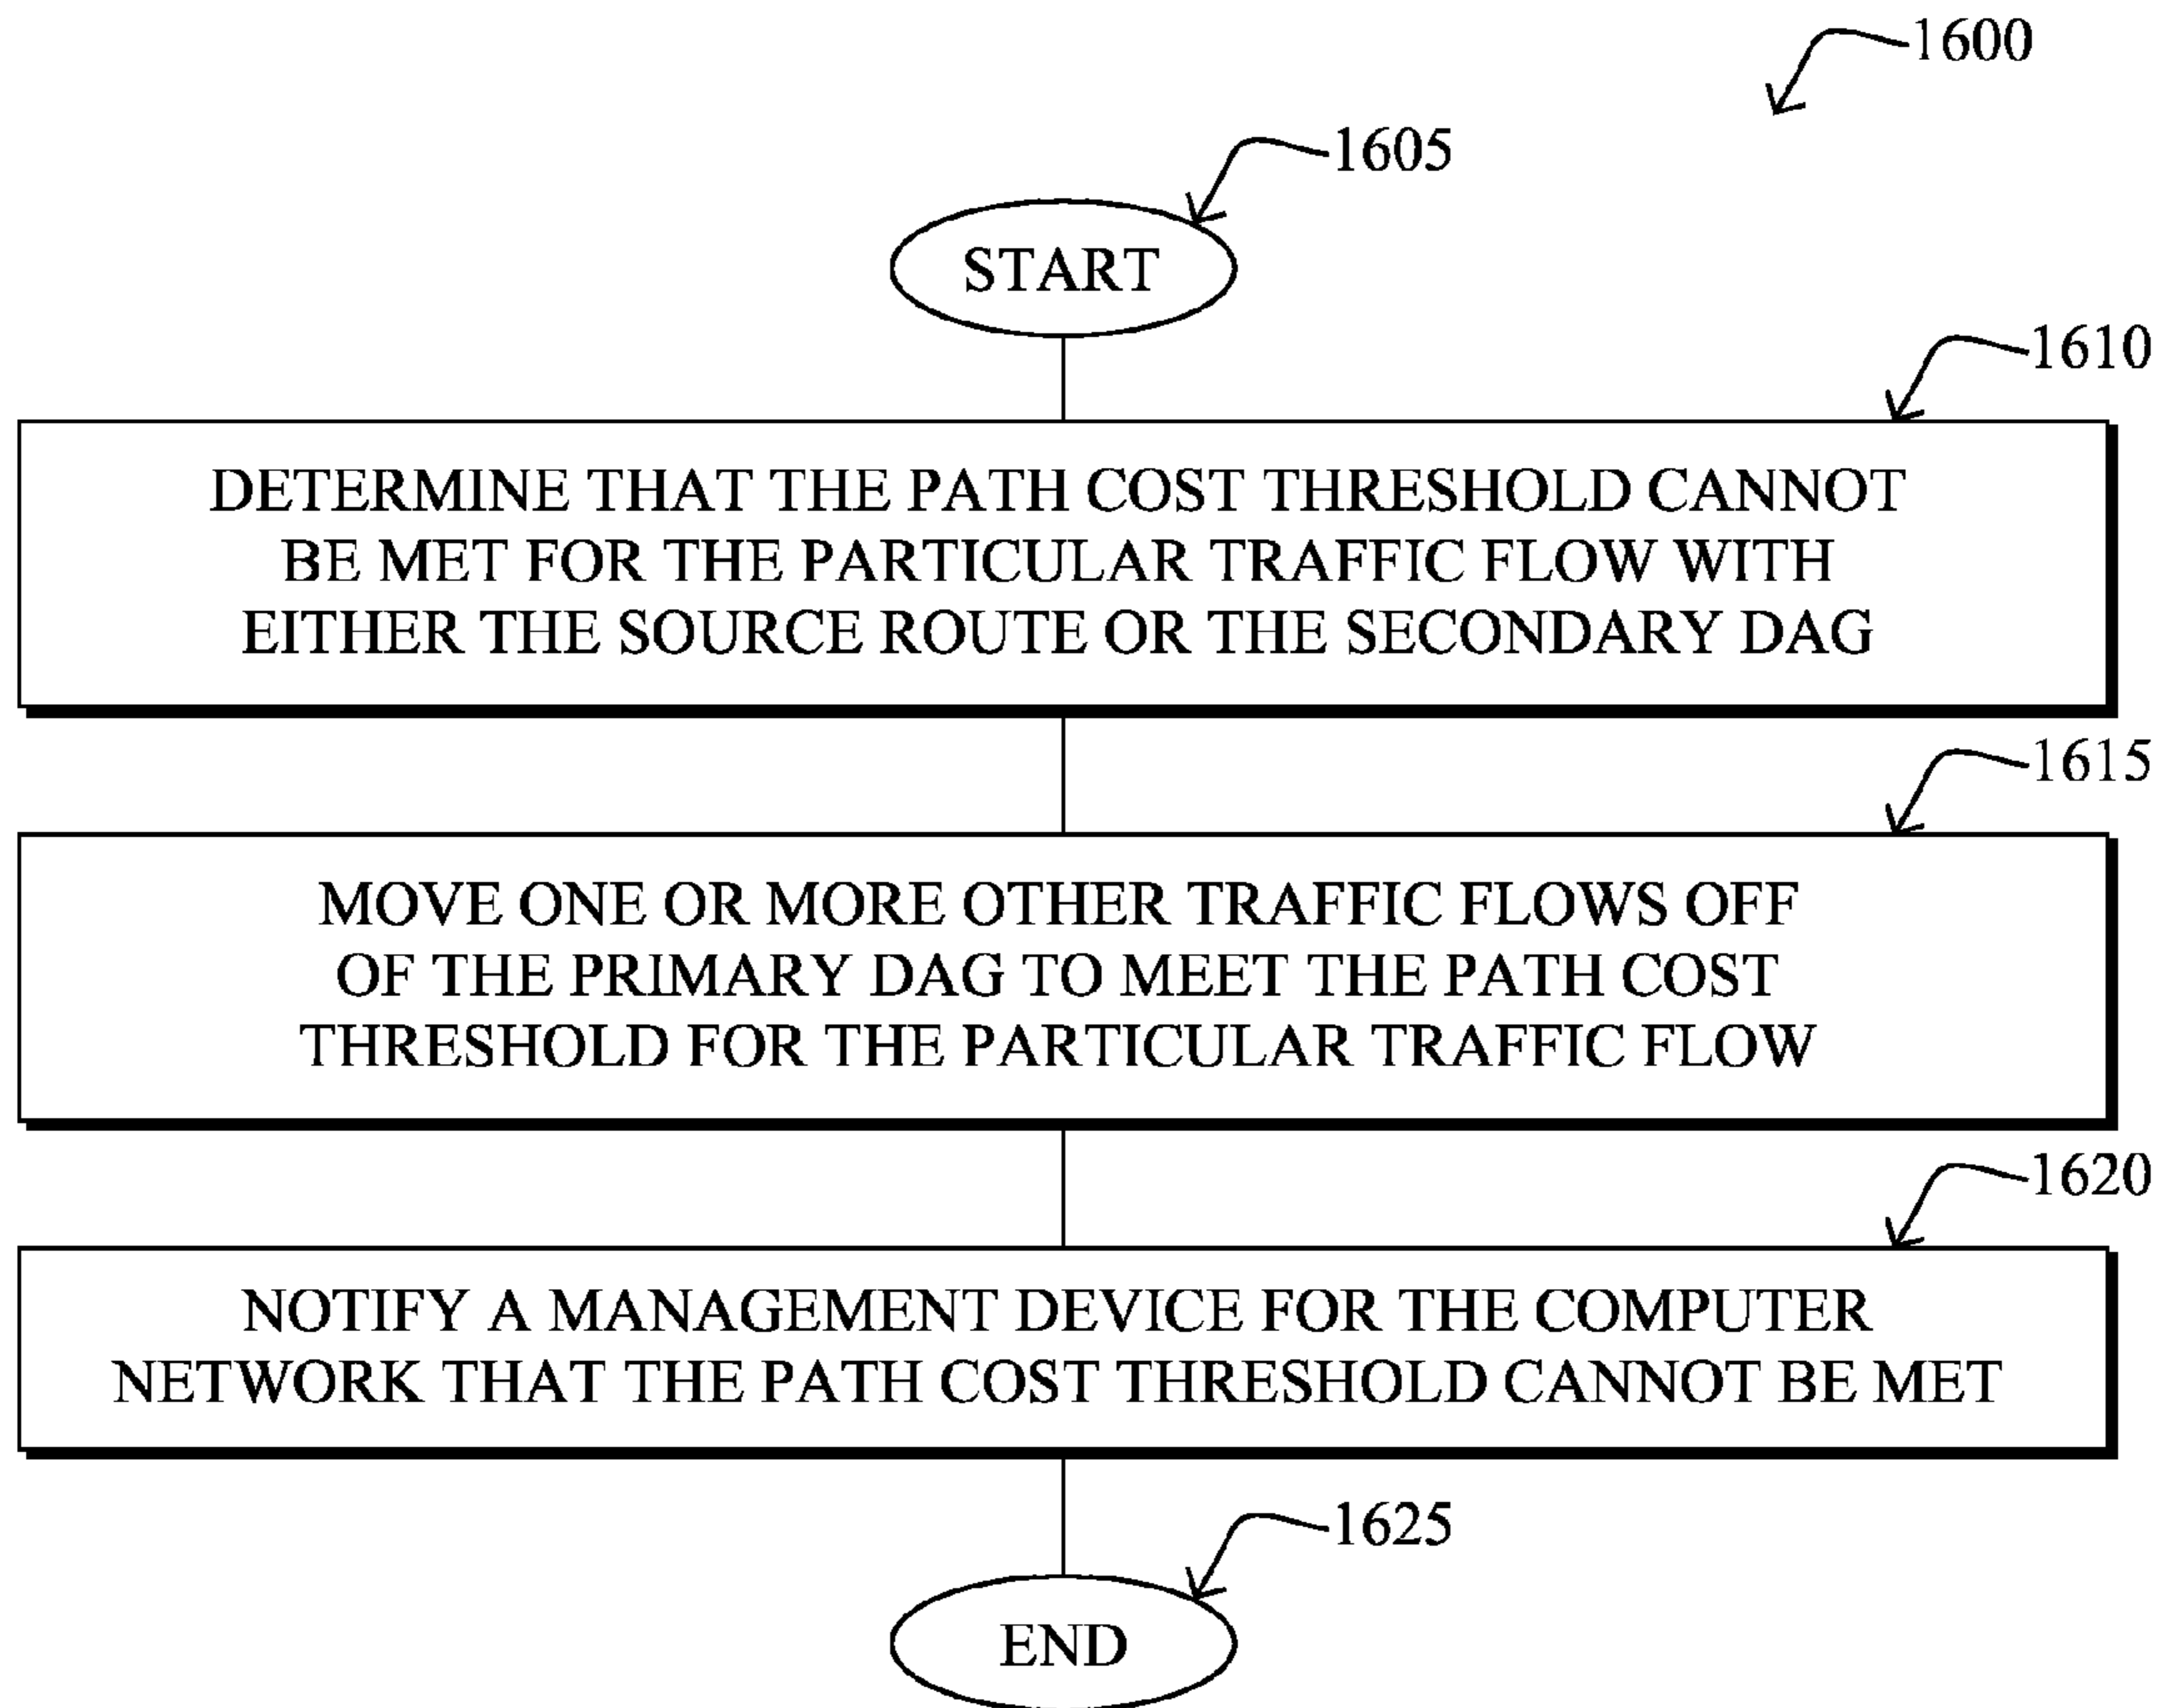 1600
1605
START
1610
DETERMINE THAT THE PATH COST THRESHOLD CANNOT
BE MET FOR THE PARTICULAR TRAFFIC FLOW WITH
EITHER THE SOURCE ROUTE OR THE SECONDARY DAG
1615
MOVE ONE OR MORE OTHER TRAFFIC FLOWS OFF
OF THE PRIMARY DAG TO MEET THE PATH COST
THRESHOLD FOR THE PARTICULAR TRAFFIC FLOW
1620
NOTIFY A MANAGEMENT DEVICE FOR THE COMPUTER
NETWORK THAT THE PATH COST THRESHOLD CANNOT BE MET
1625
END